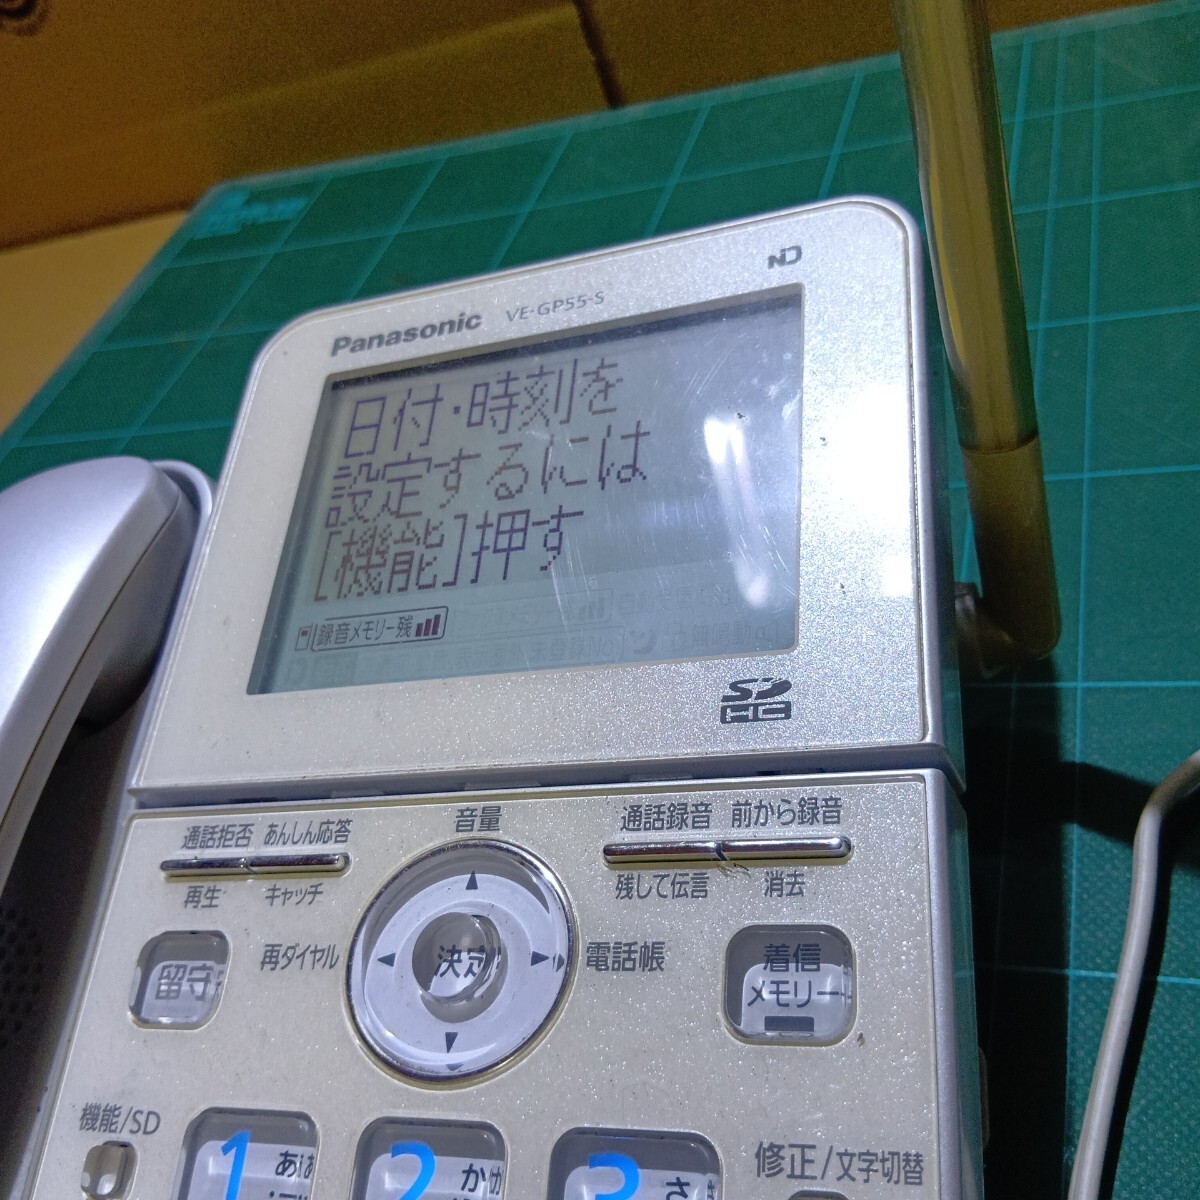 ND
Panasonic VE-GP55-S
日付・時刻を
設定するには
[機能]押す
録音メモリー残
SD
HC
通話拒否 あんしん応答
再生 キャッチ
音量
通話録音 前から録音
残して伝言 消去
留守
再ダイヤル
決定
電話帳
着信
メモリー
機能/SD
1 あ
2 か
3 さ
修正/文字切替